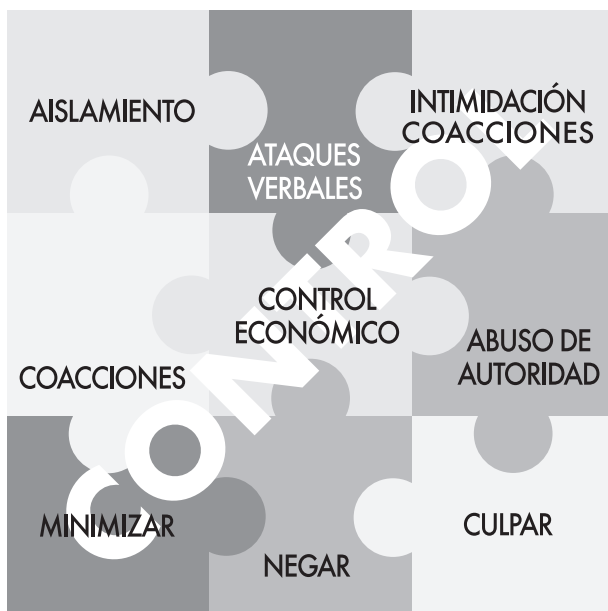 AISLAMIENTO
ATAQUES
VERBALES
INTIMIDACIÓN
COACCIONES
COACCIONES
CONTROL
ECONÓMICO
ABUSO DE
AUTORIDAD
MINIMIZAR
NEGAR
CULPAR
CONTROL